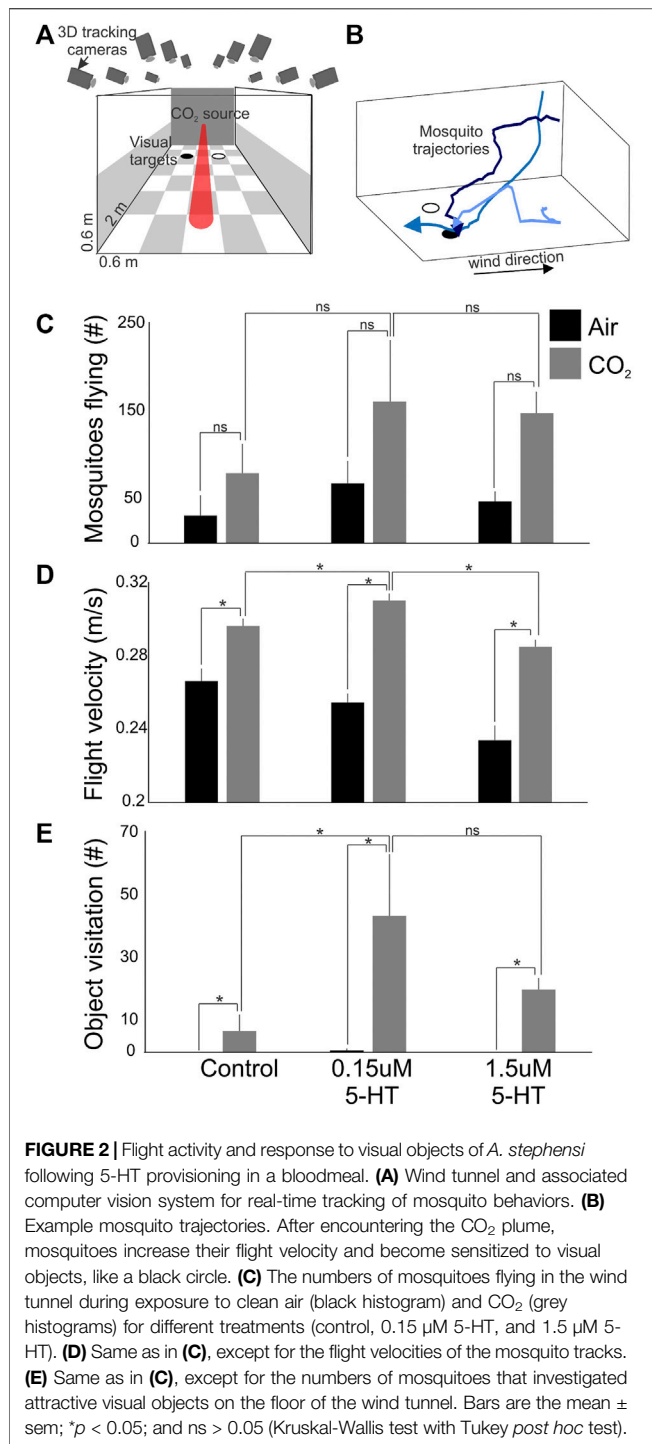 A
3D tracking
cameras
CO₂ source
Visual
targets
2 m
0.6 m
0.6 m
B
Mosquito
trajectories
wind direction
C
Mosquitoes flying (#)
250
150
50
0
ns
ns
ns
ns
ns
Air
CO₂
D
Flight velocity (m/s)
0.32
0.28
0.24
0.2
*
*
*
*
*
E
Object visitation (#)
70
50
30
10
0
*
*
*
ns
*
Control
0.15uM
5-HT
1.5uM
5-HT
FIGURE 2 | Flight activity and response to visual objects of A. stephensi
following 5-HT provisioning in a bloodmeal. (A) Wind tunnel and associated
computer vision system for real-time tracking of mosquito behaviors. (B)
Example mosquito trajectories. After encountering the CO₂ plume,
mosquitoes increase their flight velocity and become sensitized to visual
objects, like a black circle. (C) The numbers of mosquitoes flying in the wind
tunnel during exposure to clean air (black histogram) and CO₂ (grey
histograms) for different treatments (control, 0.15 µM 5-HT, and 1.5 µM 5-
HT). (D) Same as in (C), except for the flight velocities of the mosquito tracks.
(E) Same as in (C), except for the numbers of mosquitoes that investigated
attractive visual objects on the floor of the wind tunnel. Bars are the mean ±
sem; *p < 0.05; and ns > 0.05 (Kruskal-Wallis test with Tukey post hoc test).